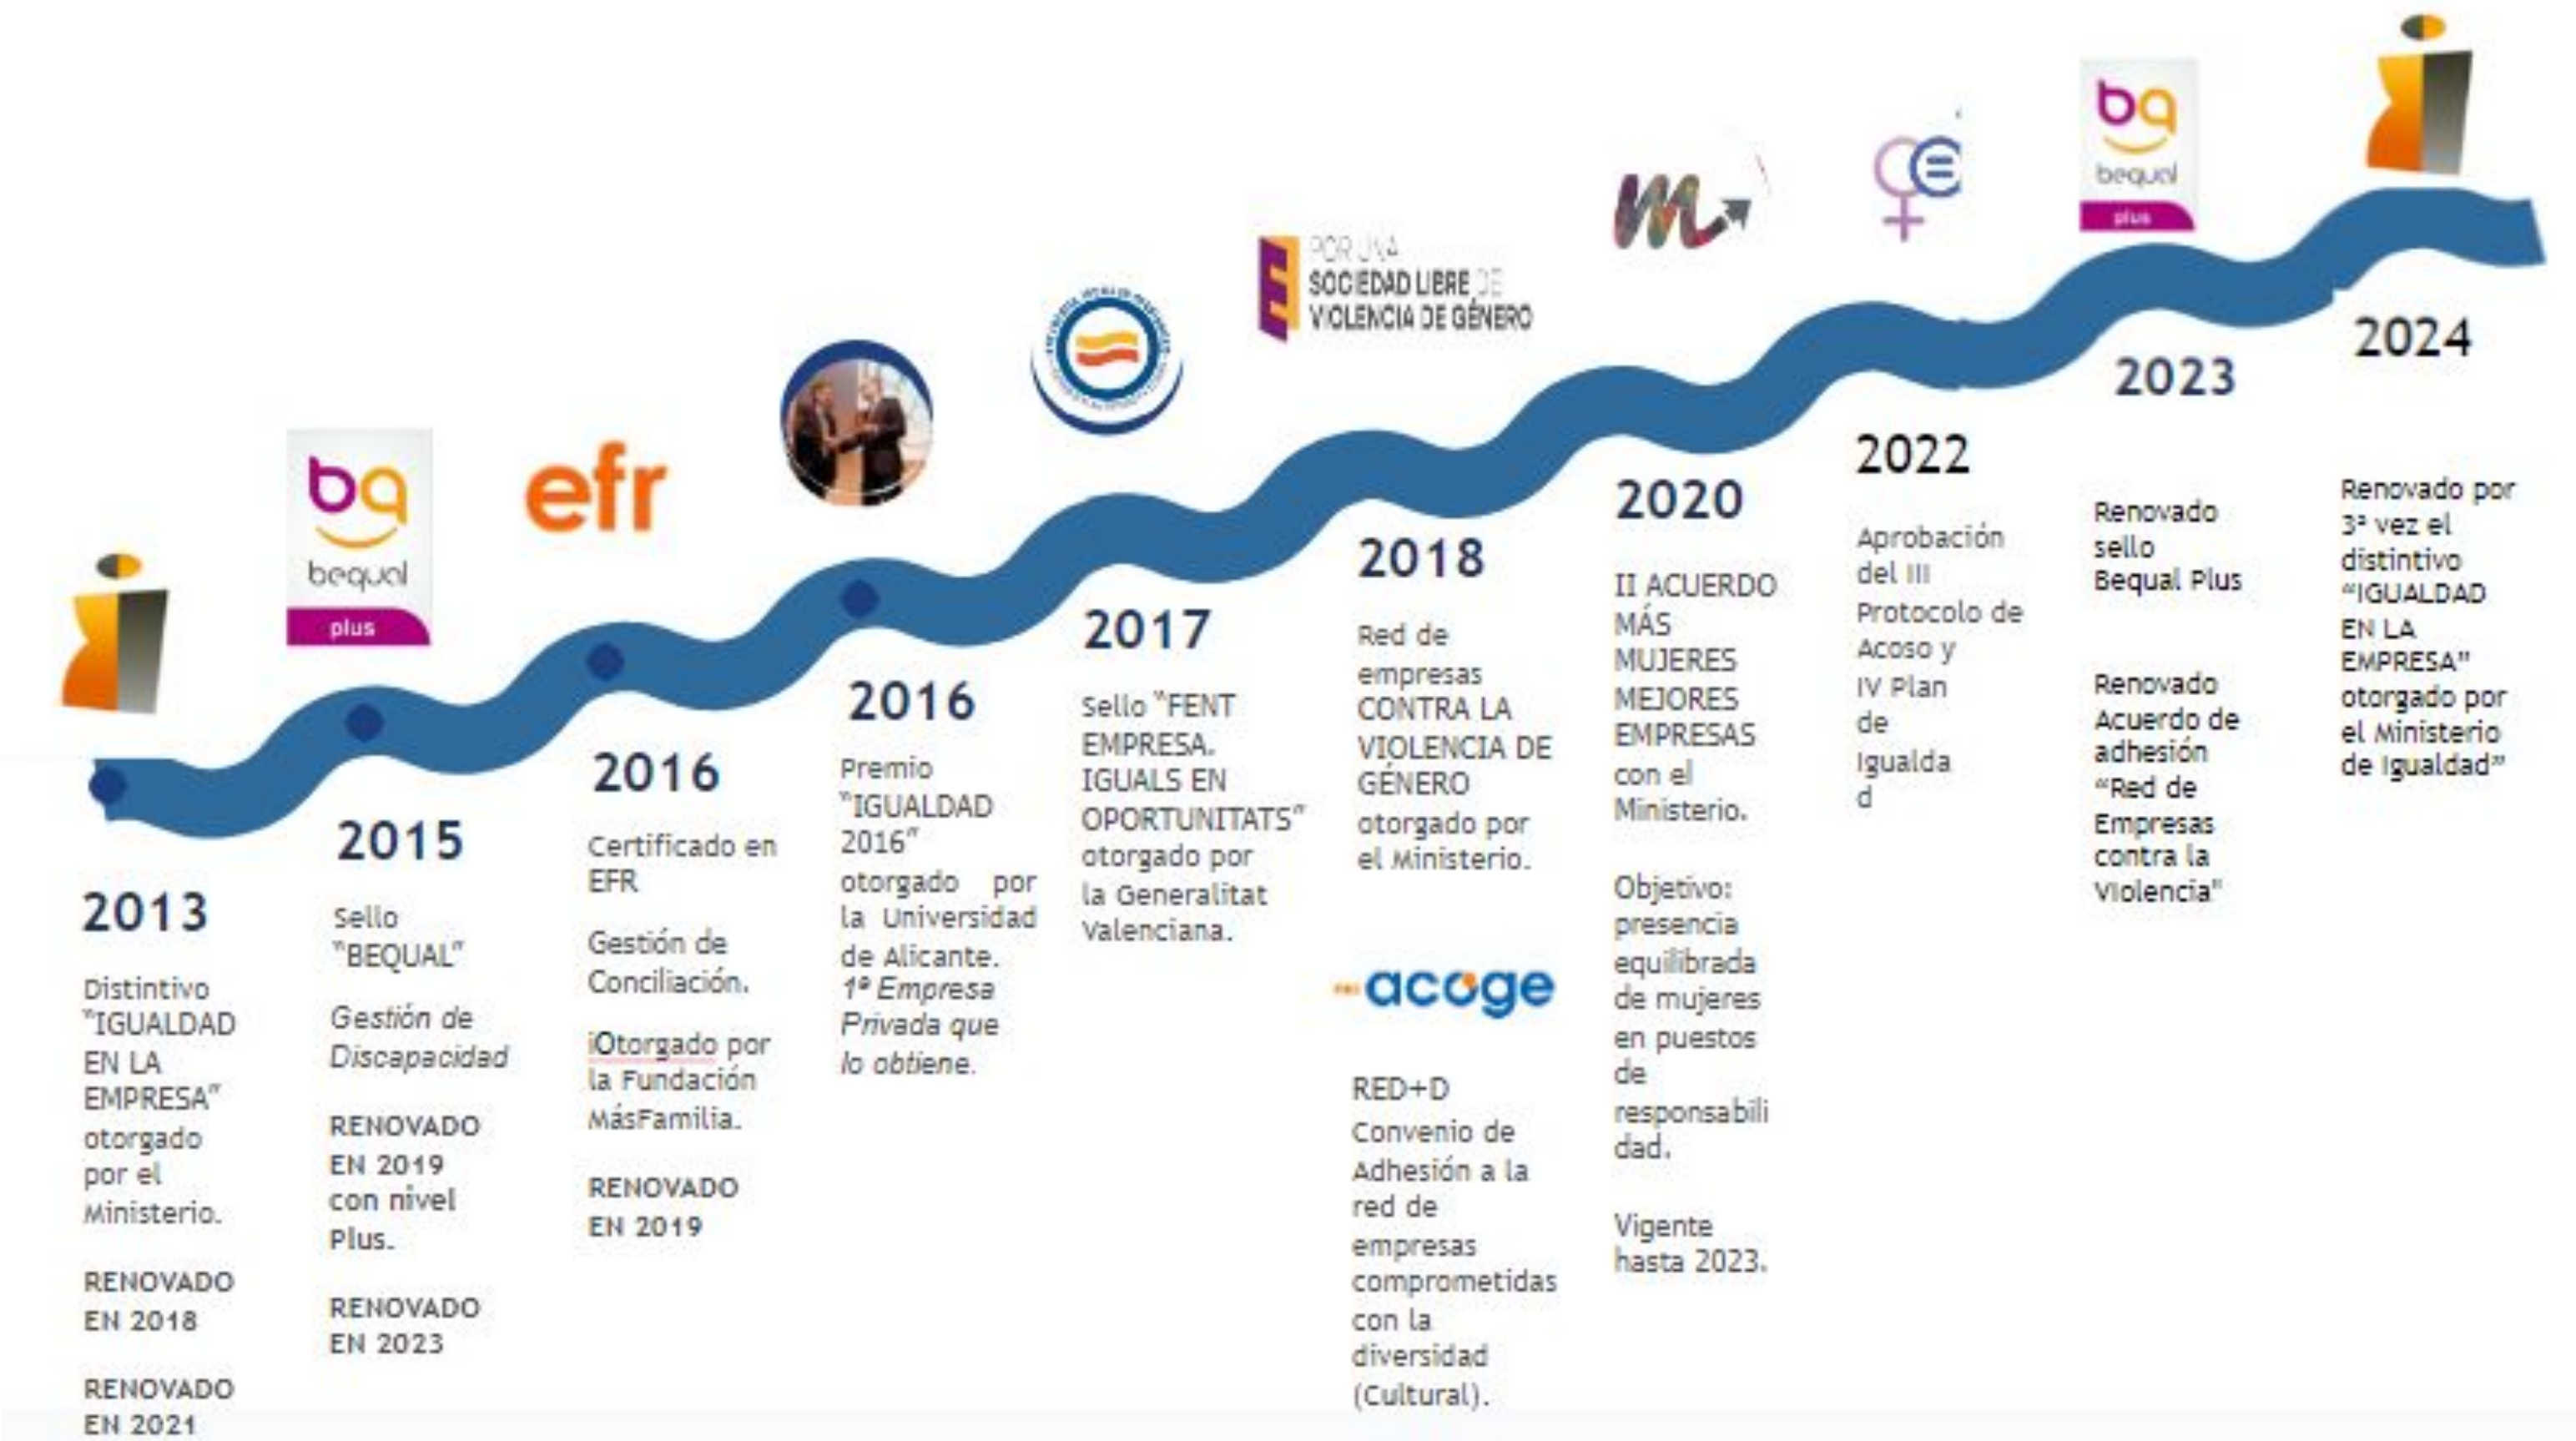 2013
Distintivo
"IGUALDAD
EN LA
EMPRESA"
otorgado
por el
Ministerio.
RENOVADO
EN 2018
RENOVADO
EN 2021
bq
bequal
plus
2015
Sello
"BEQUAL"
Gestión de
Discapacidad
RENOVADO
EN 2019
con nivel
Plus.
RENOVADO
EN 2023
efr
2016
Certificado en
EFR
Gestión de
Conciliación.
iOtorgado por
la Fundación
MásFamilia.
RENOVADO
EN 2019
2016
Premio
"IGUALDAD
2016"
otorgado por
la Universidad
de Alicante.
1ª Empresa
Privada que
lo obtiene.
2017
Sello "FENT
EMPRESA.
IGUALS EN
OPORTUNITATS"
otorgado por
la Generalitat
Valenciana.
POR UNA
SOCIEDAD LIBRE DE
VIOLENCIA DE GÉNERO
2018
Red de
empresas
CONTRA LA
VIOLENCIA DE
GÉNERO
otorgado por
el Ministerio.
acoge
RED+D
Convenio de
Adhesión a la
red de
empresas
comprometidas
con la
diversidad
(Cultural).
m
2020
II ACUERDO
MÁS
MUJERES
MEJORES
EMPRESAS
con el
Ministerio.
Objetivo:
presencia
equilibrada
de mujeres
en puestos
de
responsabili
dad.
Vigente
hasta 2023.
2022
Aprobación
del III
Protocolo de
Acoso y
IV Plan
de
Igualda
d
bq
bequal
plus
2023
Renovado
sello
Bequal Plus
Renovado
Acuerdo de
adhesión
"Red de
Empresas
contra la
Violencia"
2024
Renovado por
3ª vez el
distintivo
"IGUALDAD
EN LA
EMPRESA"
otorgado por
el Ministerio
de Igualdad"